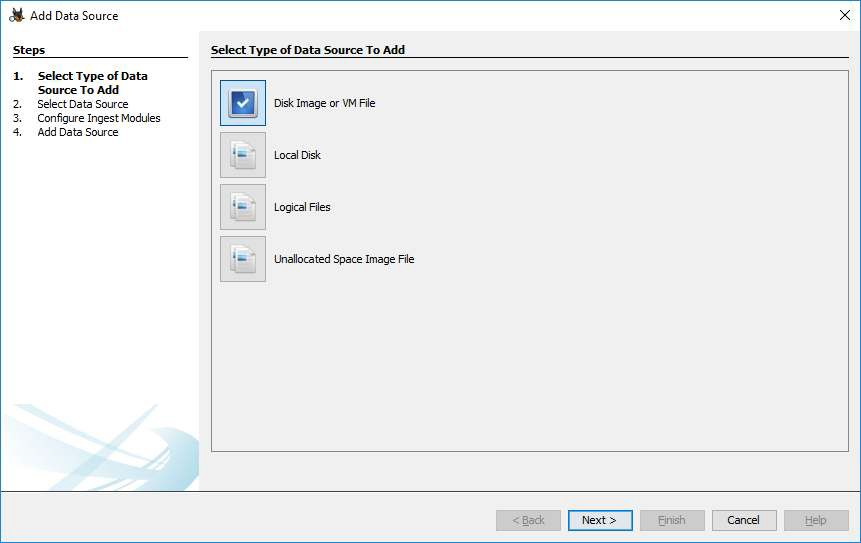 Add Data Source
Steps
1. Select Type of Data
Source To Add
2. Select Data Source
3. Configure Ingest Modules
4. Add Data Source
Select Type of Data Source To Add
Disk Image or VM File
Local Disk
Logical Files
Unallocated Space Image File
< Back
Next >
Finish
Cancel
Help